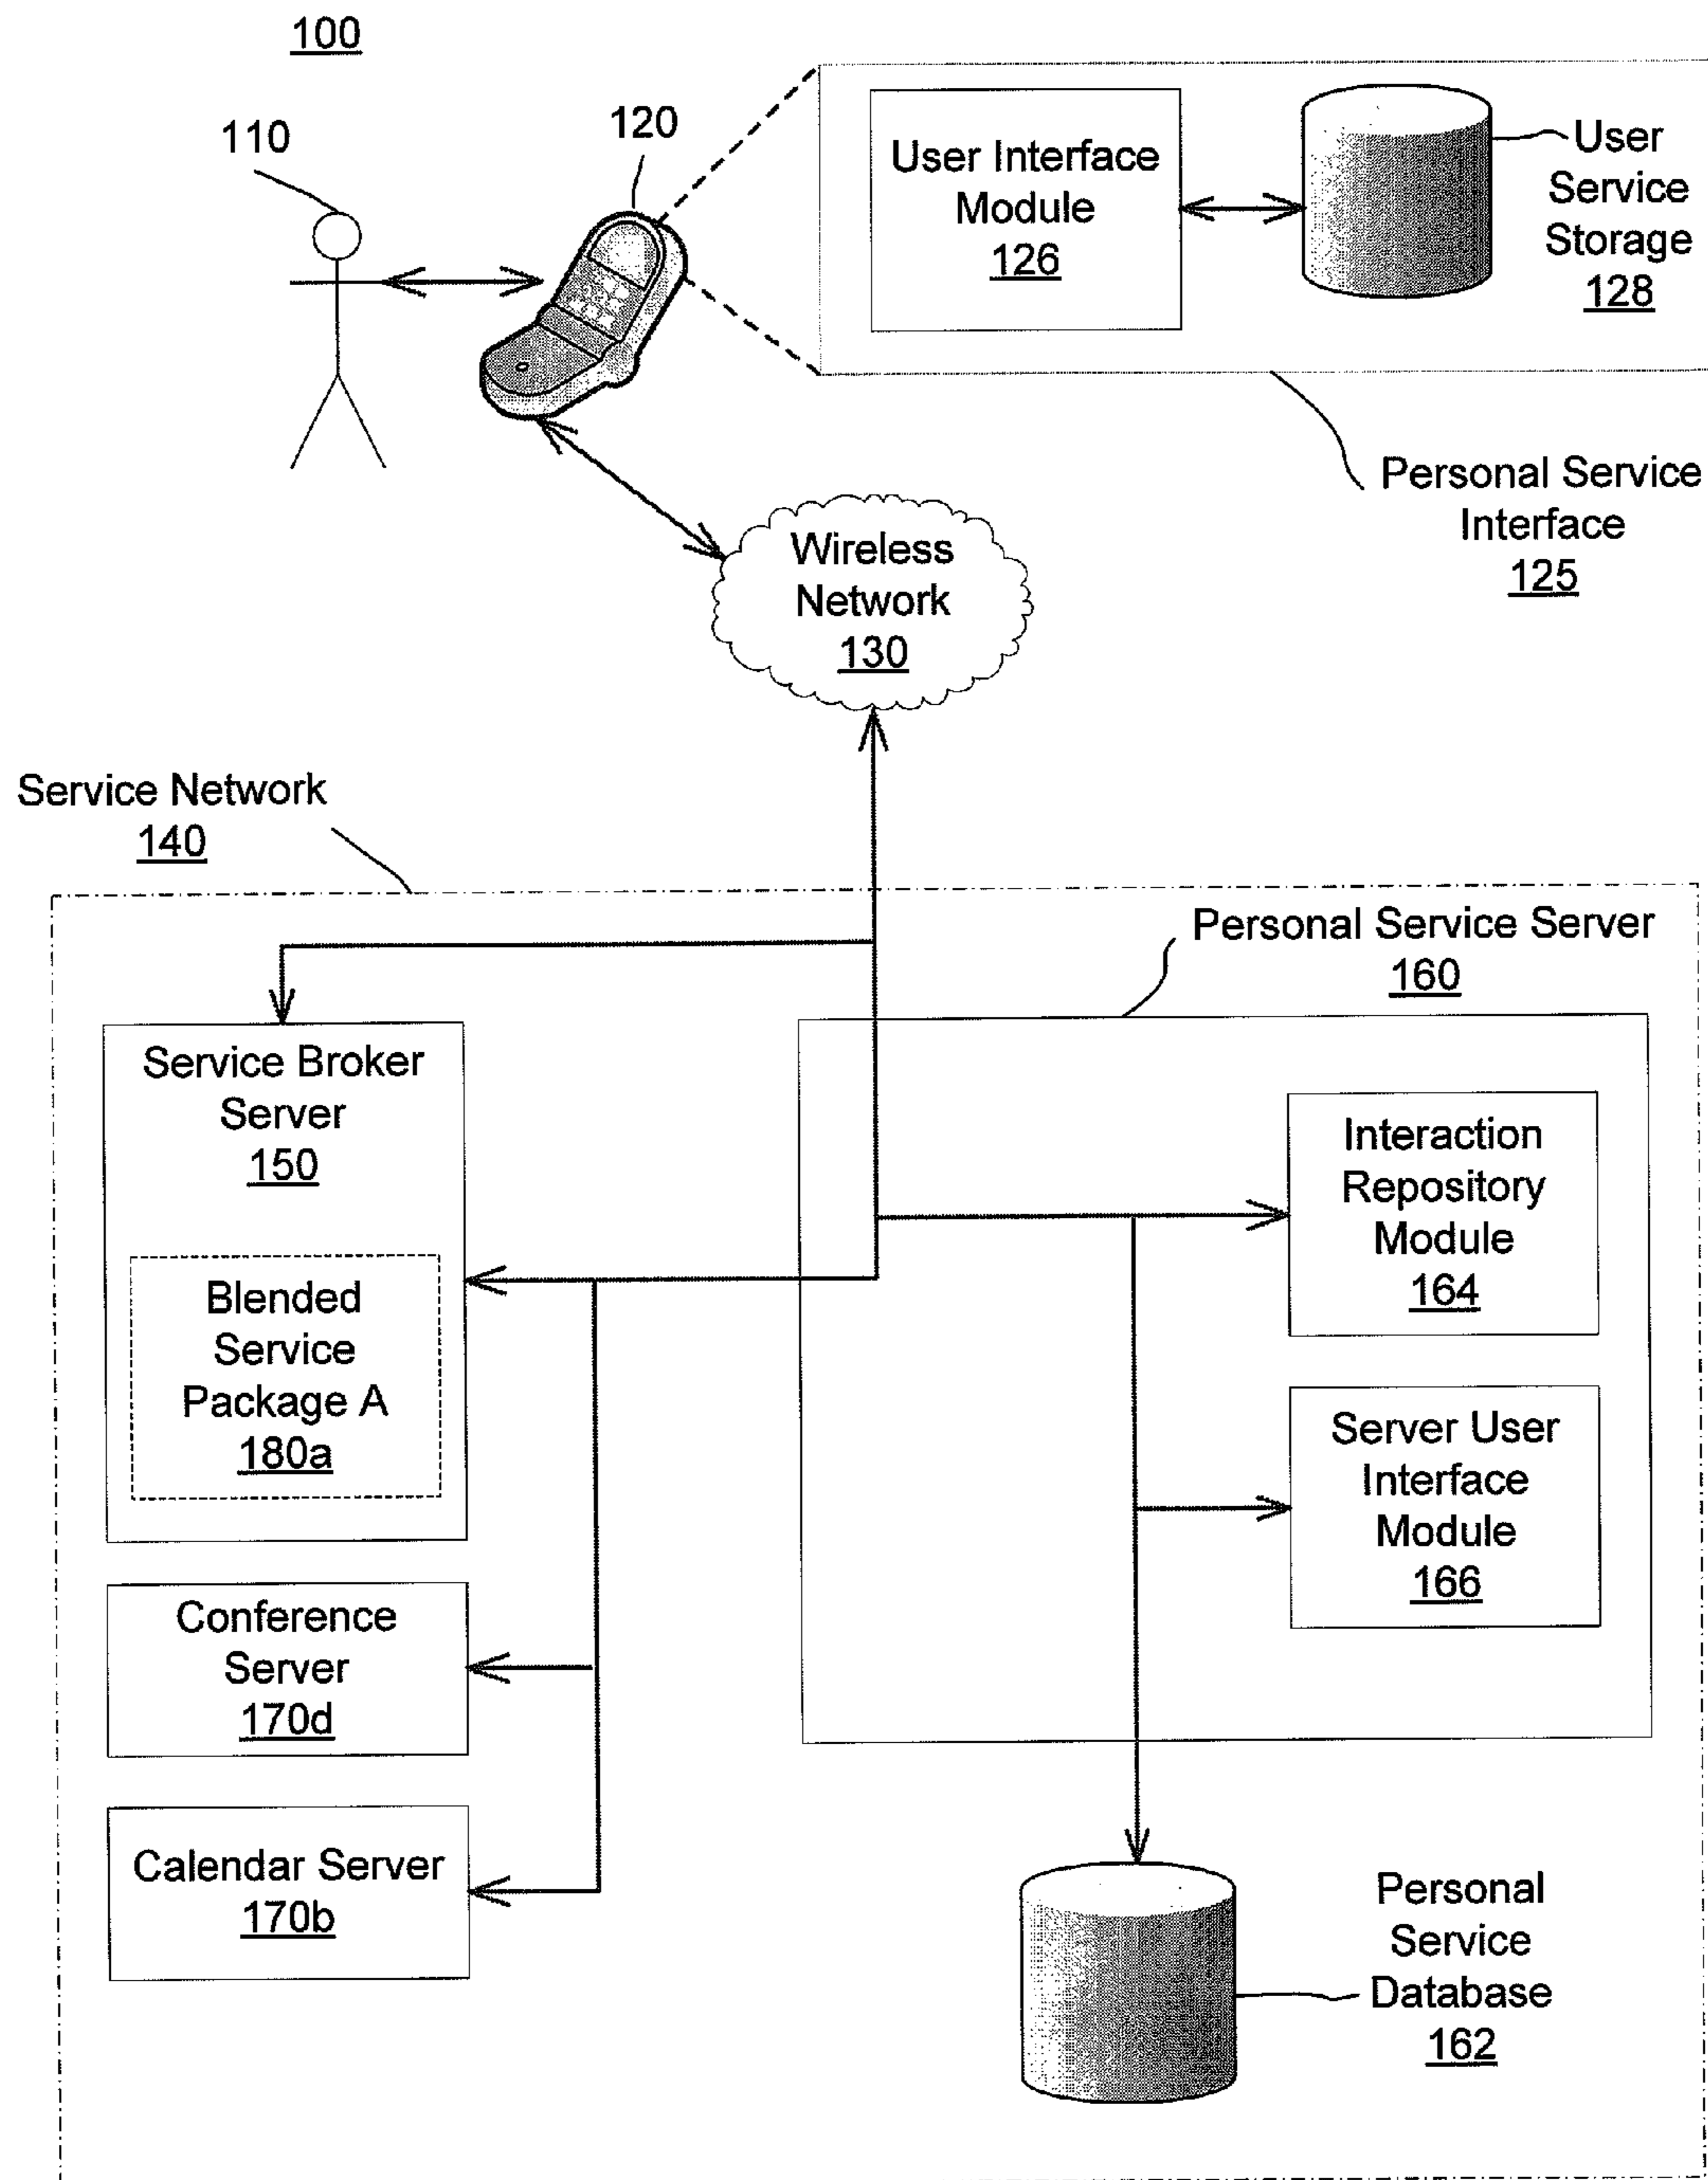 100
110
120
User Interface
Module
126
User
Service
Storage
128
Personal Service
Interface
125
Wireless
Network
130
Service Network
140
Personal Service Server
160
Service Broker
Server
150
Blended
Service
Package A
180a
Interaction
Repository
Module
164
Server User
Interface
Module
166
Conference
Server
170d
Calendar Server
170b
Personal
Service
Database
162